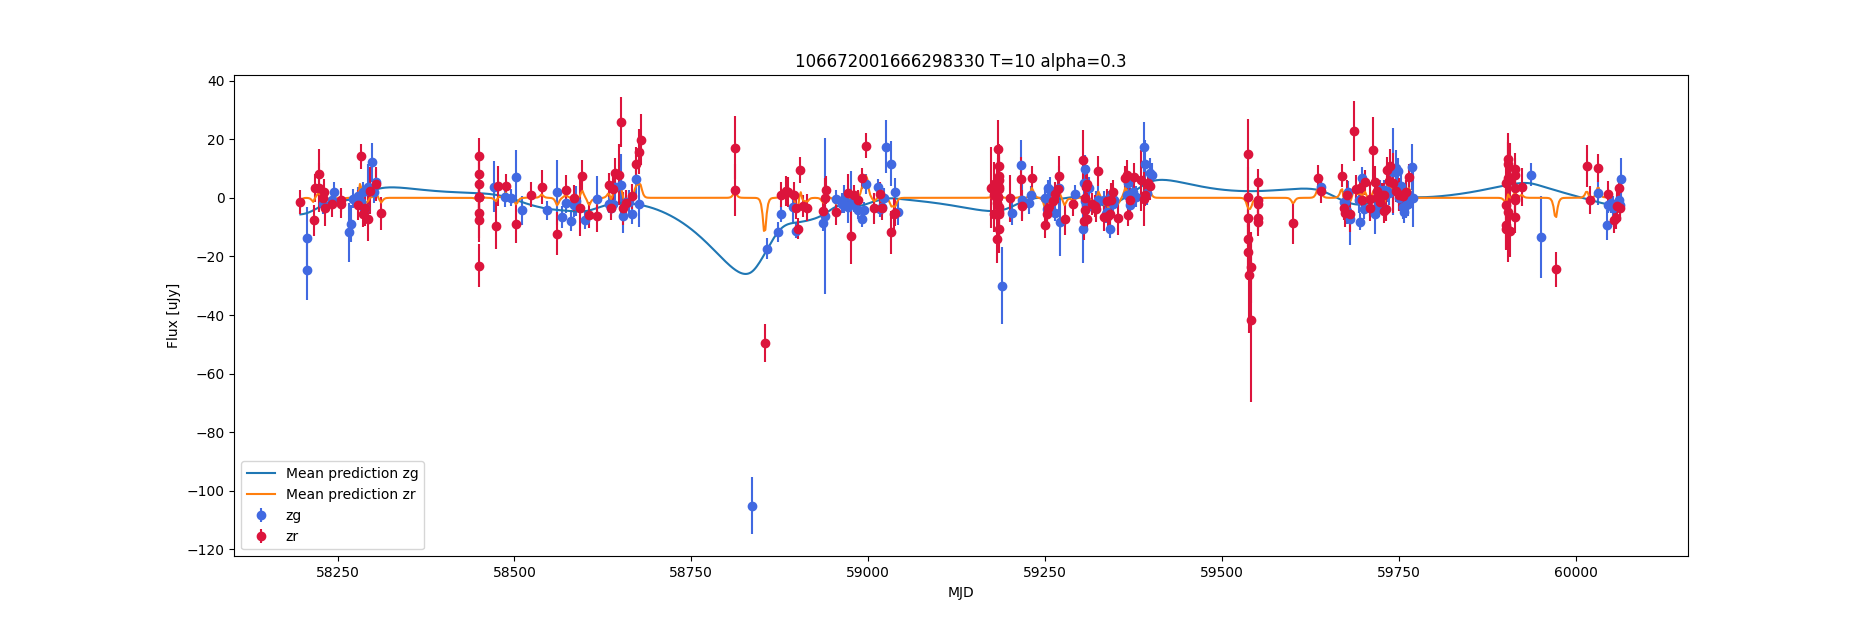 106672001666298330 T=10 alpha=0.3
40
20
0
−20
−40
−60
−80
−100
−120
Flux [uJy]
Mean prediction zg
Mean prediction zr
zg
zr
58250 58500 58750 59000 59250 59500 59750 60000
MJD